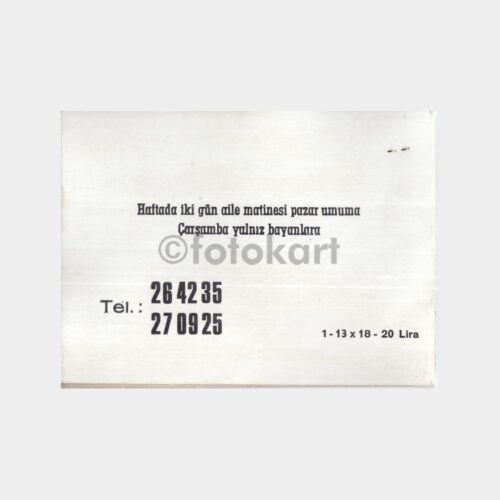 Haftada iki gün aile matinesi pazar umuma
Çarşamba yalnız bayanlara
©fotokart
Tel.: 26 42 35
27 09 25
1 - 13 x 18 - 20 Lira